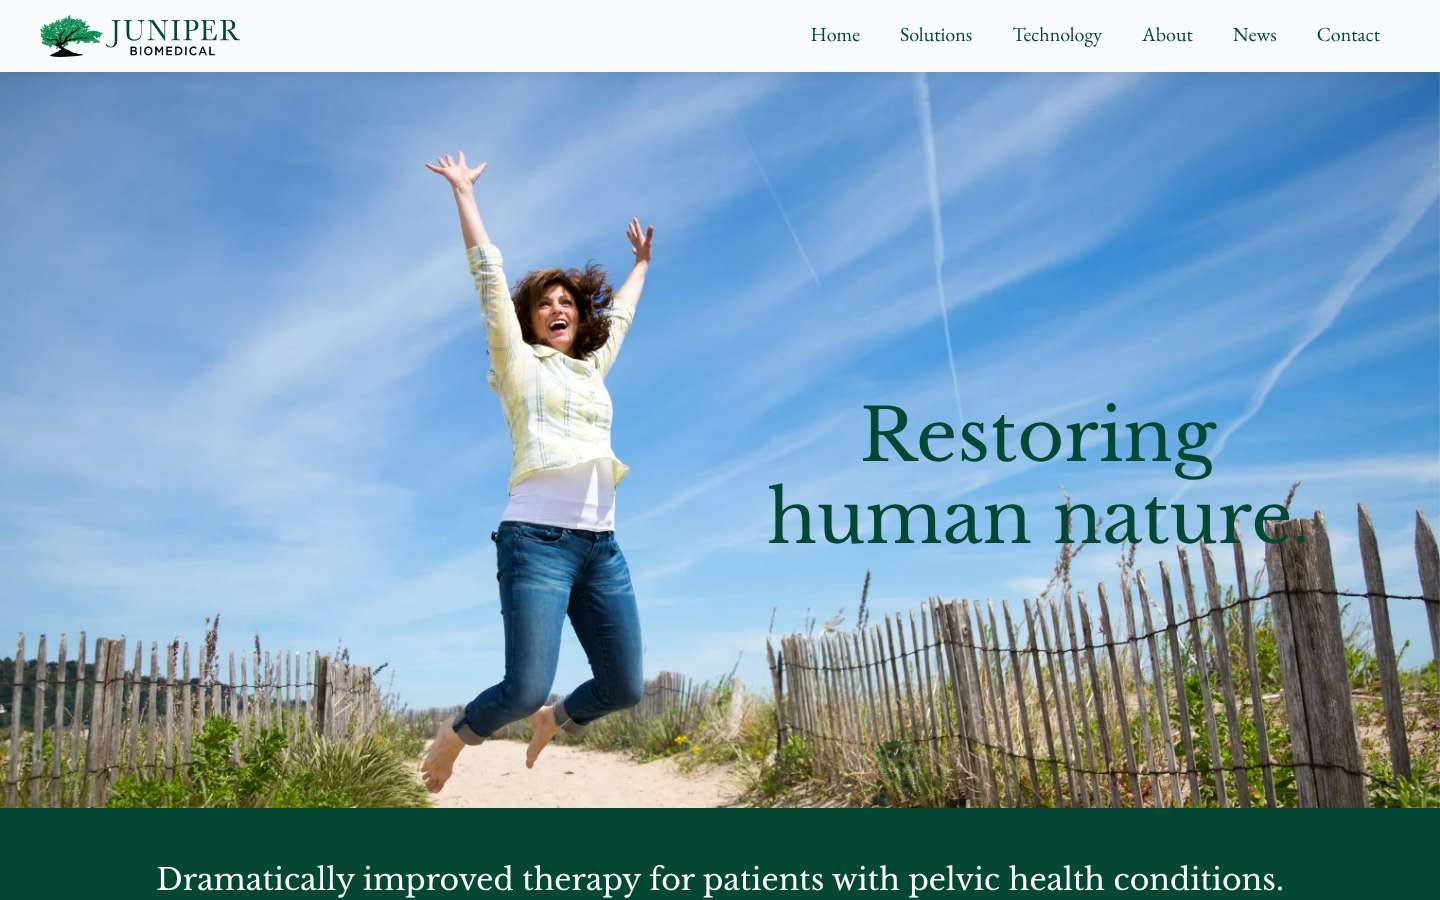 JUNIPER
BIOMEDICAL
Home Solutions Technology About News Contact
Restoring
human nature.
Dramatically improved therapy for patients with pelvic health conditions.